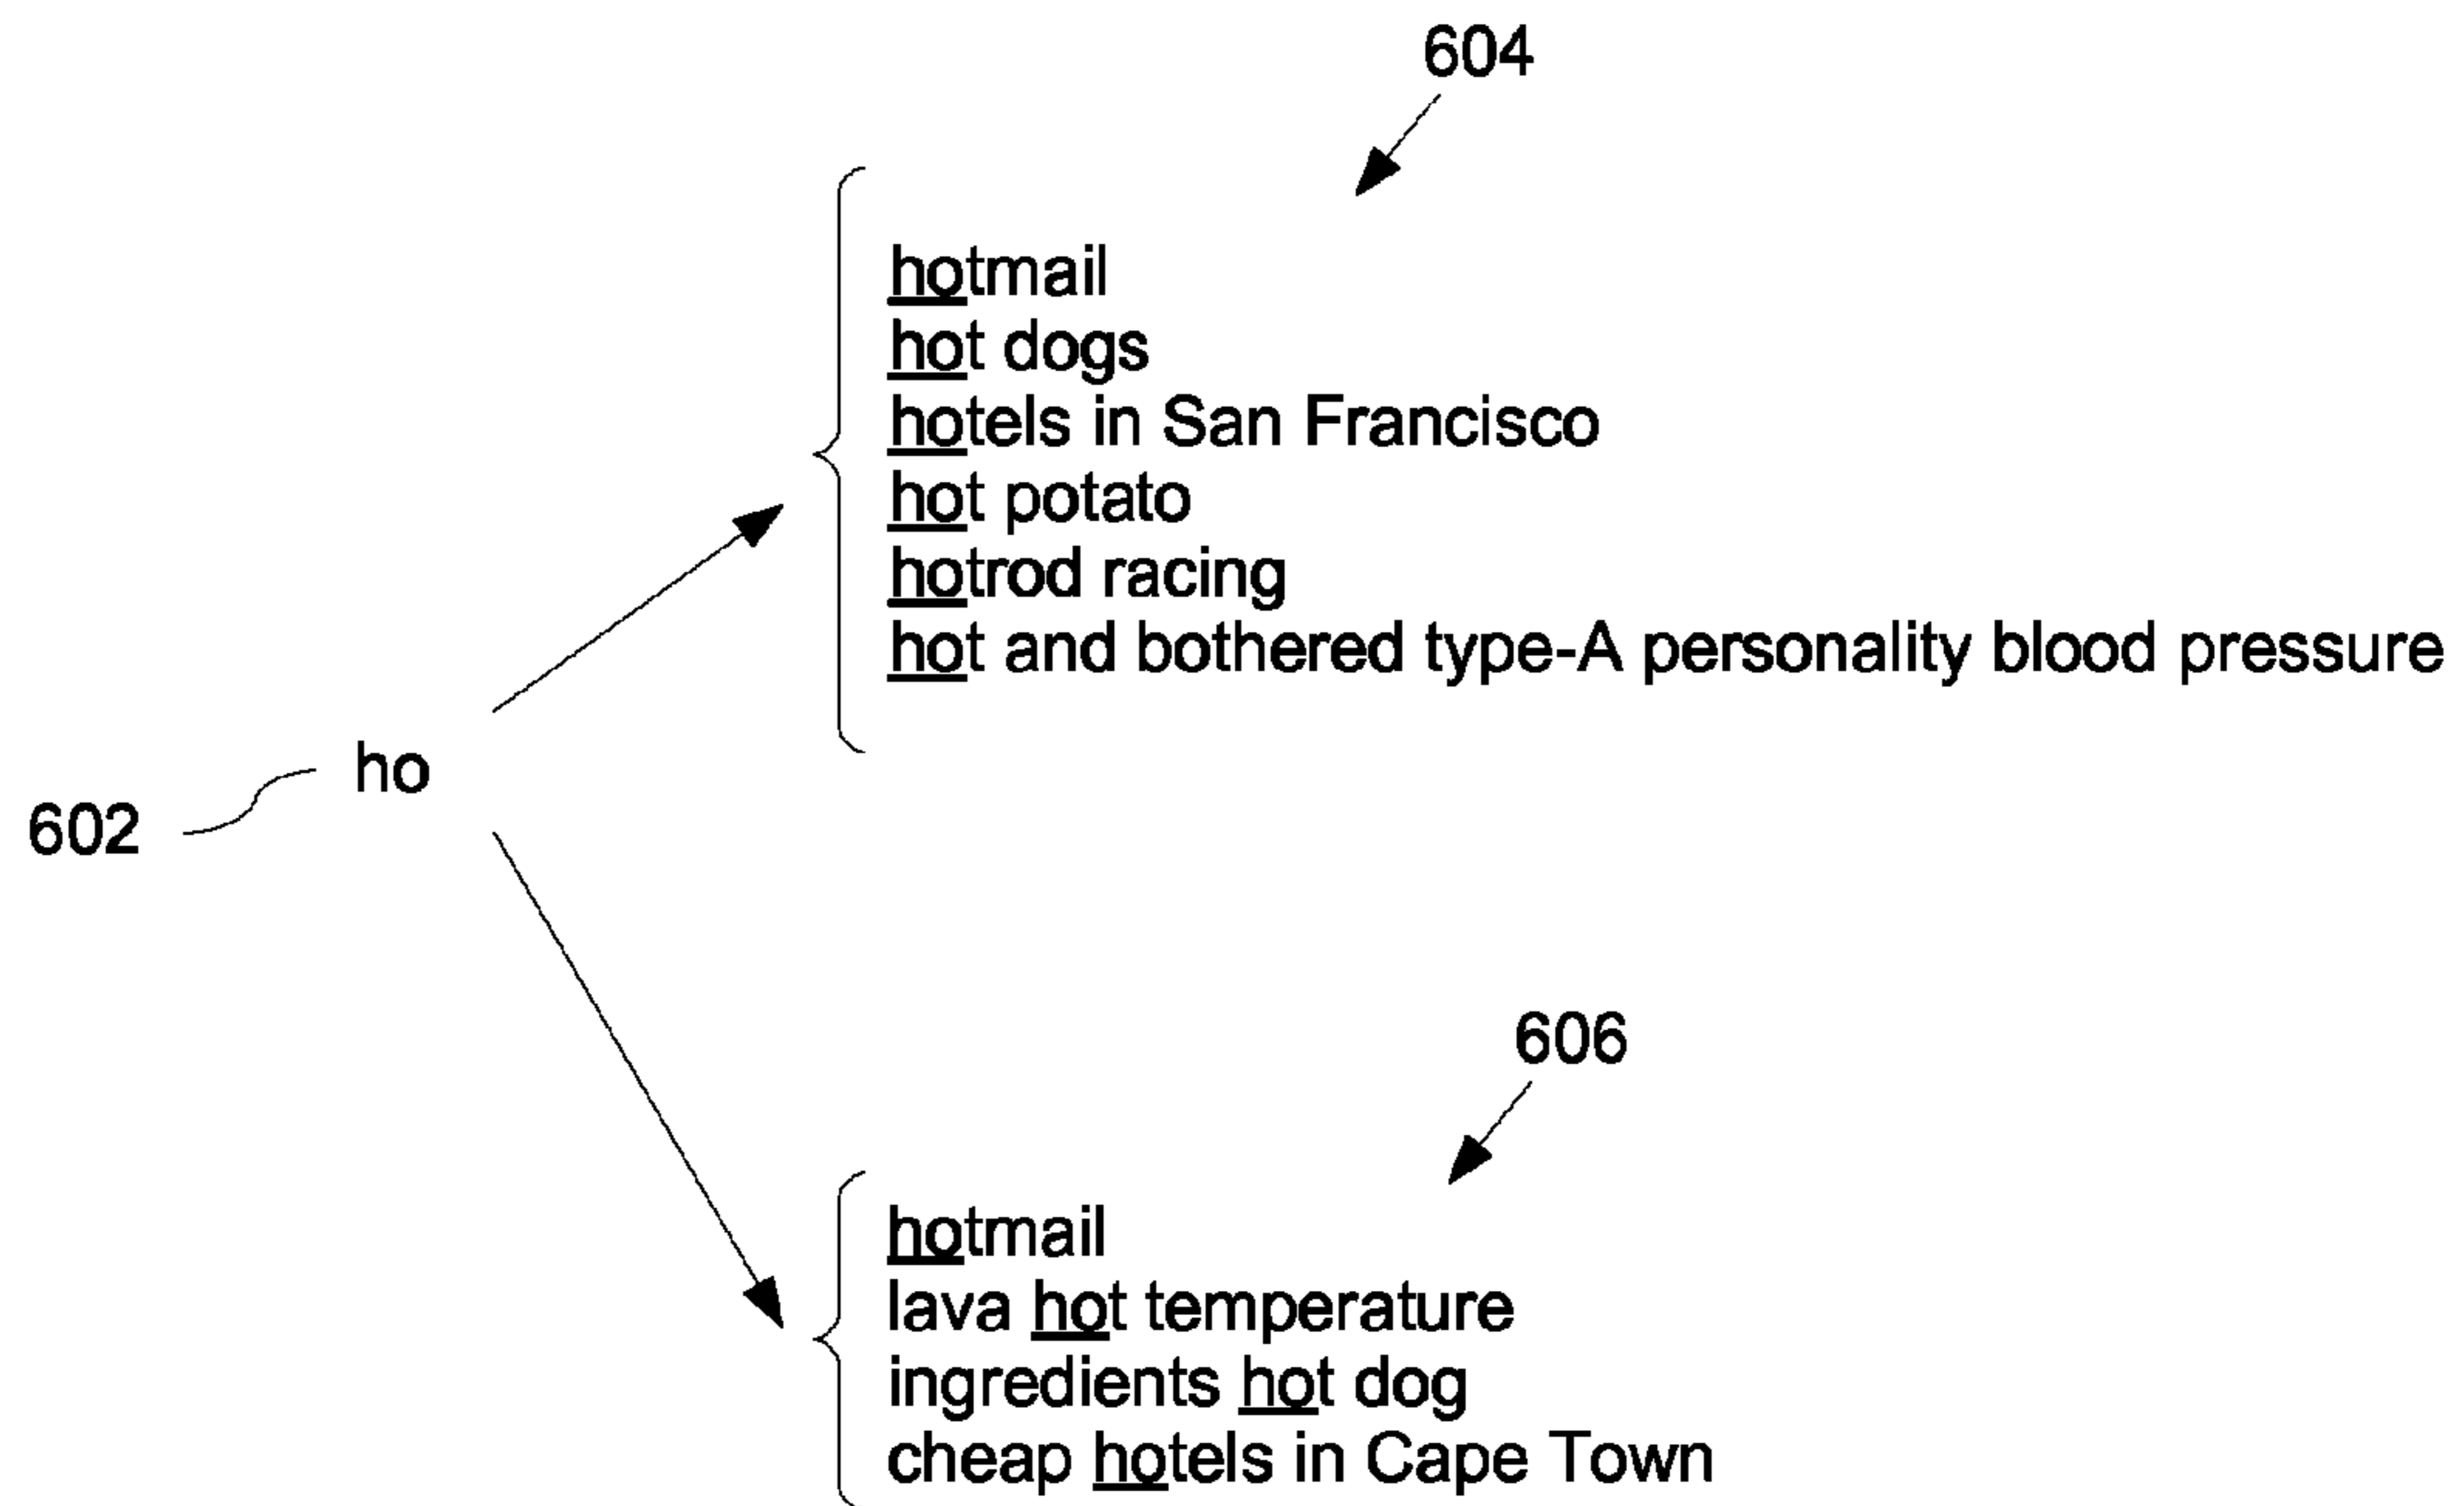 604
hotmail
hot dogs
hotels in San Francisco
hot potato
hotrod racing
hot and bothered type-A personality blood pressure
ho
602
606
hotmail
lava hot temperature
ingredients hot dog
cheap hotels in Cape Town